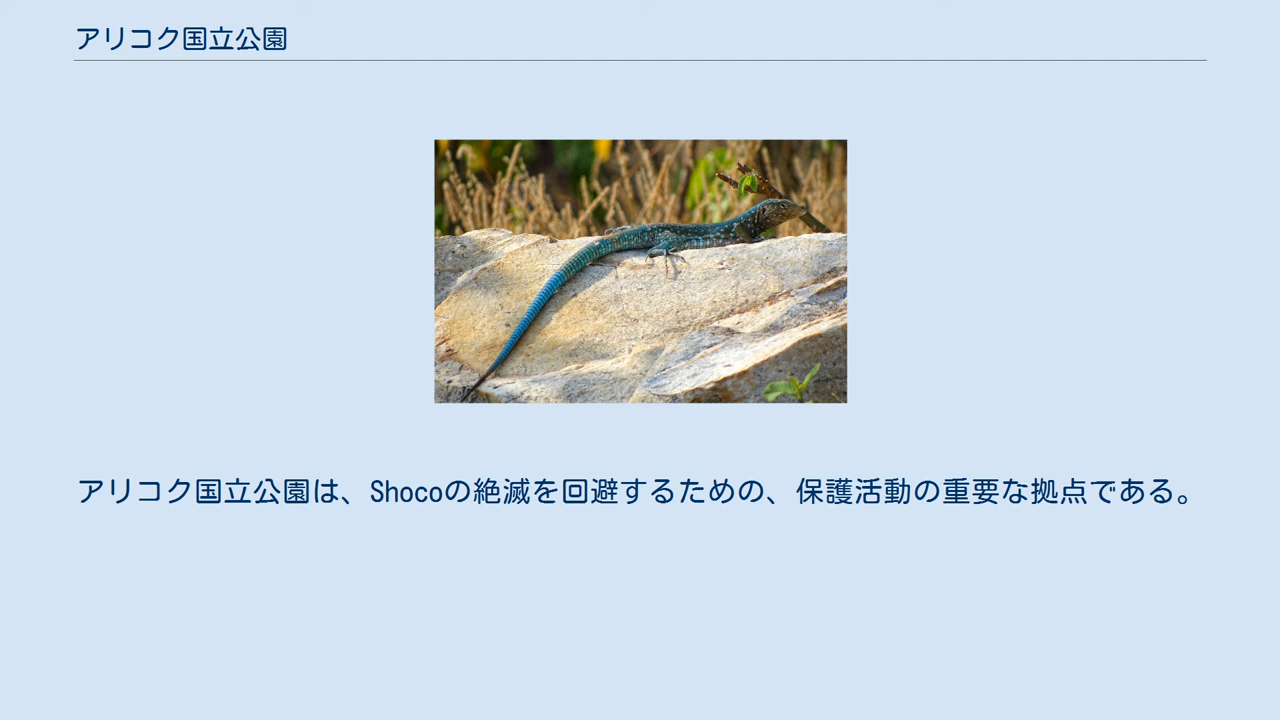 アリコク国立公園
アリコク国立公園は、Shocoの絶滅を回避するための、保護活動の重要な拠点である。